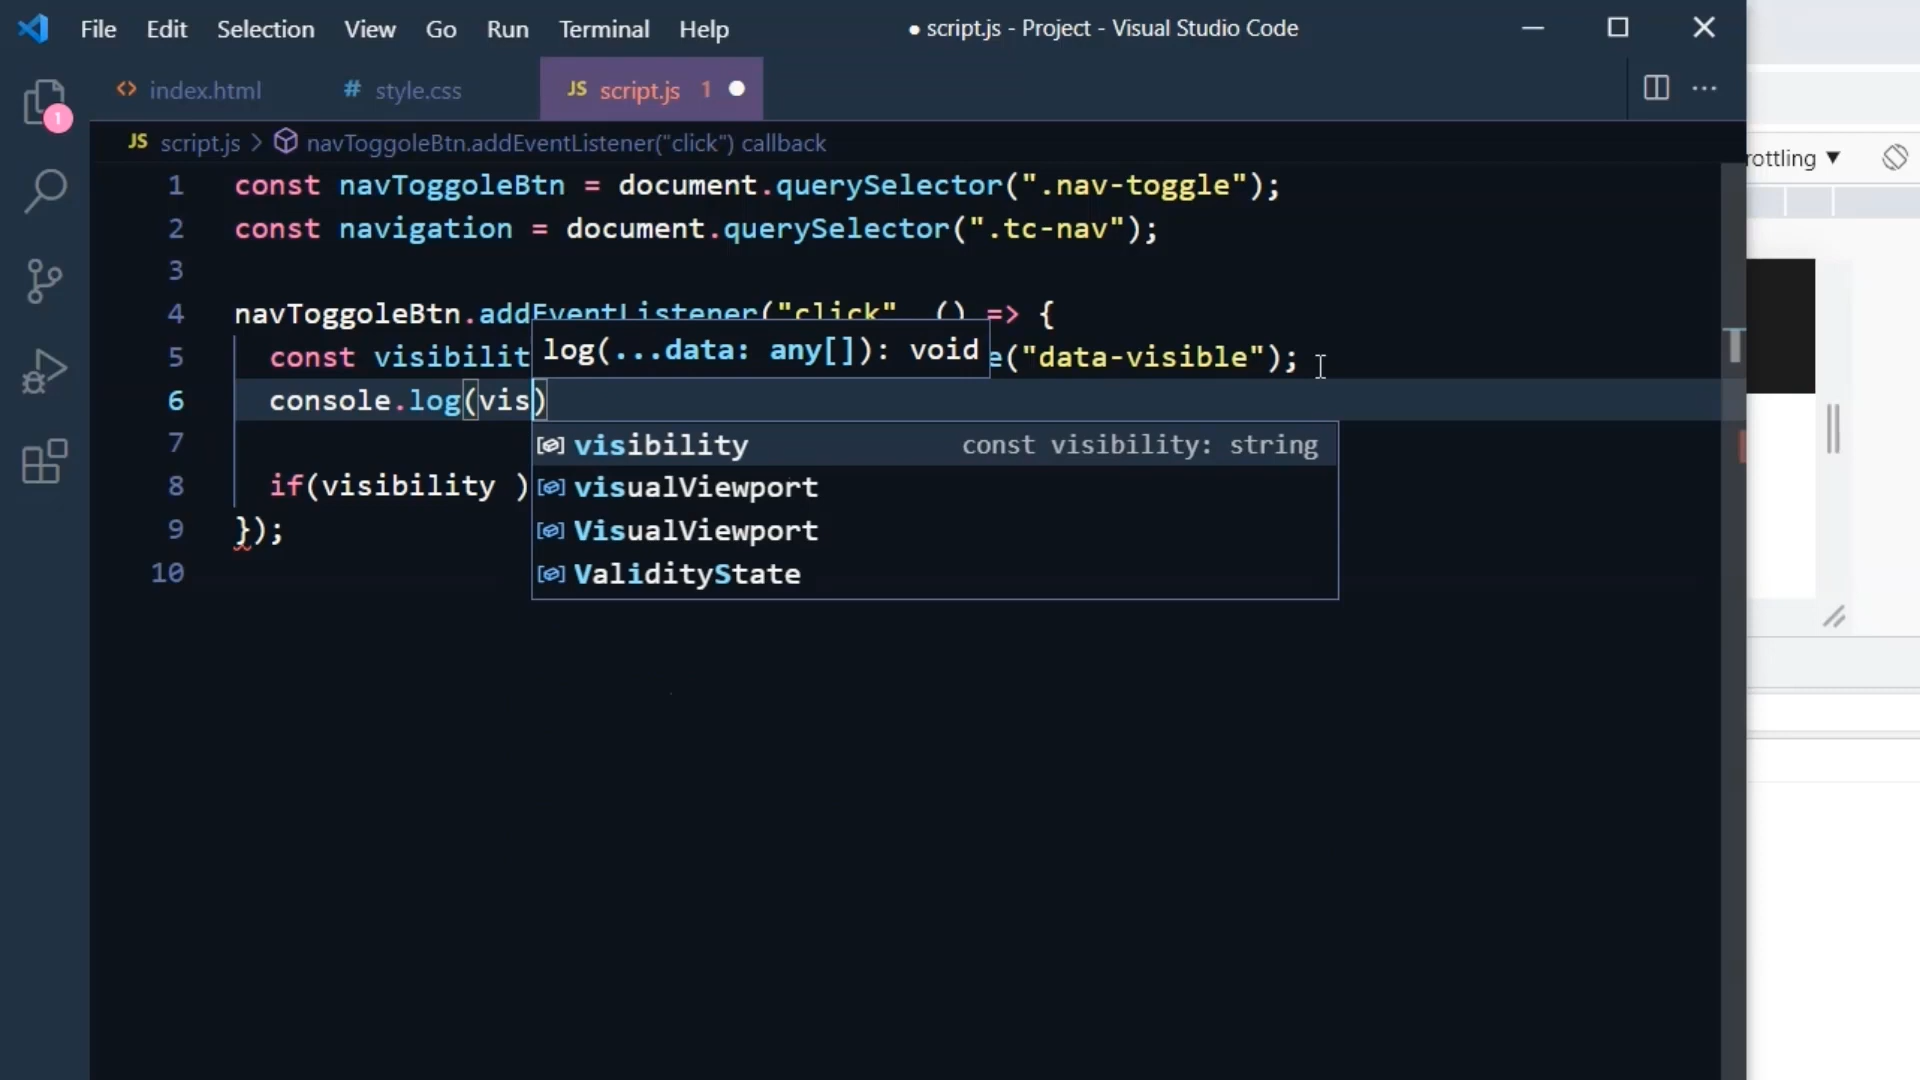 File Edit Selection View Go Run Terminal Help ● script.js - Project - Visual Studio Code
<> index.html # style.css JS script.js 1 ●
1
JS script.js > navToggoleBtn.addEventListener("click") callback
rottling ▼
1 const navToggoleBtn = document.querySelector(".nav-toggle");
2 const navigation = document.querySelector(".tc-nav");
3
4 navToggoleBtn.addEventListener("click", () => {
log(...data: any[]): void
5 const visibilit e("data-visible");
6 console.log(vis)
7
visibility const visibility: string
8 if(visibility )
visualViewport
9 });
VisualViewport
10
ValidityState